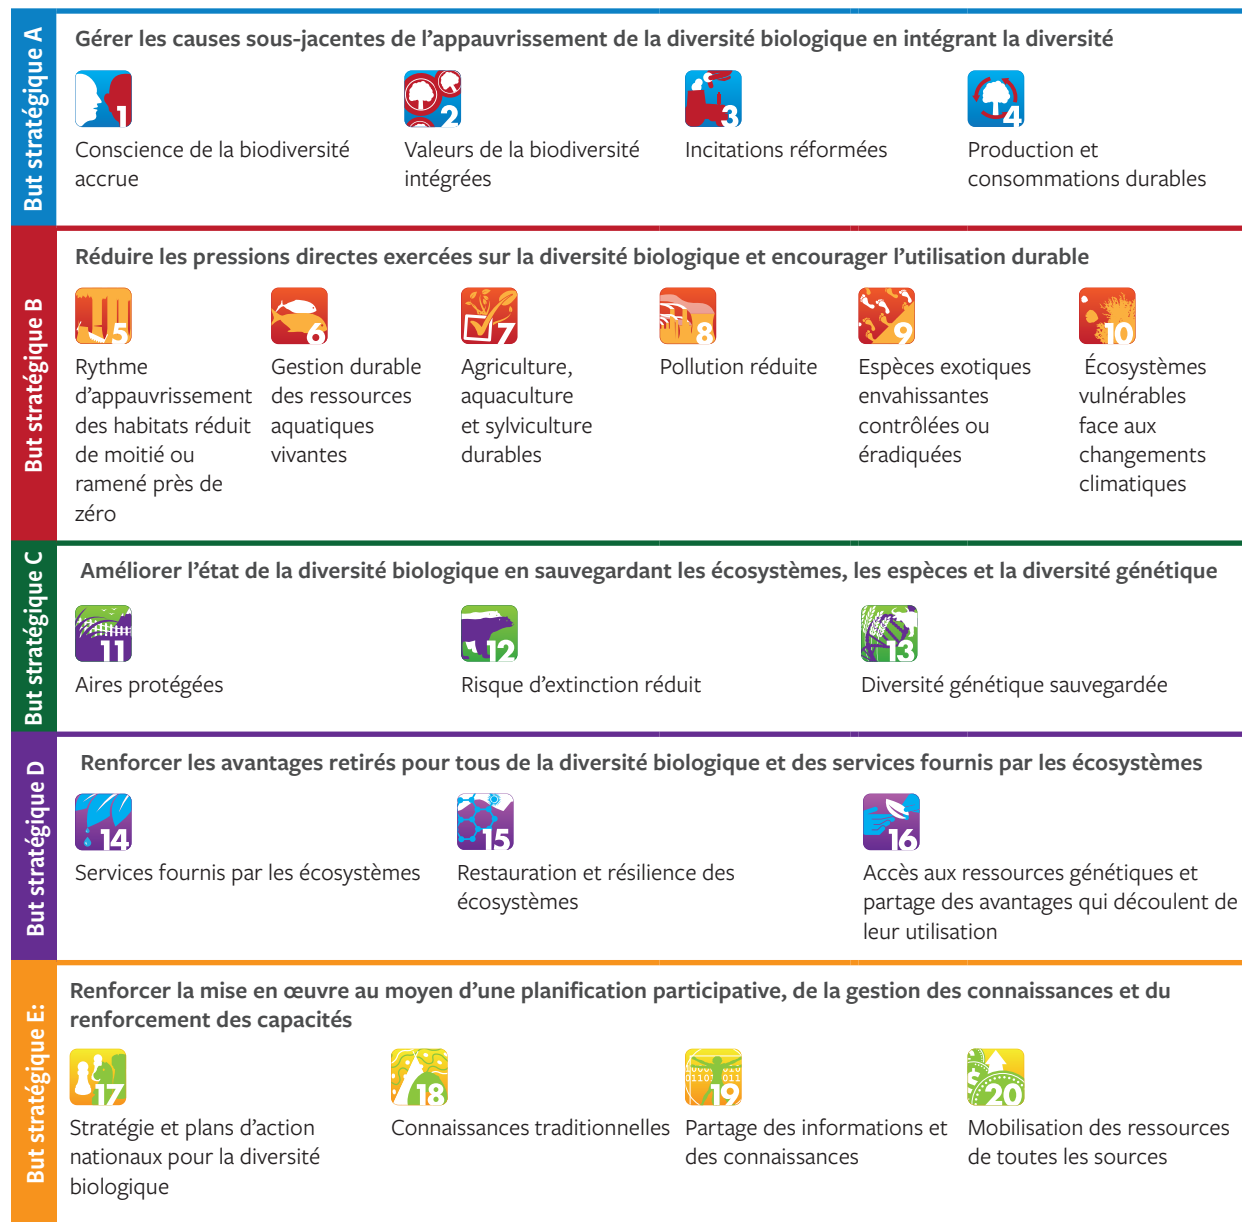 But stratégique A
Gérer les causes sous-jacentes de l’appauvrissement de la diversité biologique en intégrant la diversité
1
Conscience de la biodiversité
accrue
2
Valeurs de la biodiversité
intégrées
3
Incitations réformées
4
Production et
consommations durables
But stratégique B
Réduire les pressions directes exercées sur la diversité biologique et encourager l’utilisation durable
5
Rythme
d’appauvrissement
des habitats réduit
de moitié ou
ramené près de
zéro
6
Gestion durable
des ressources
aquatiques
vivantes
7
Agriculture,
aquaculture
et sylviculture
durables
8
Pollution réduite
9
Espèces exotiques
envahissantes
contrôlées ou
éradiquées
10
Écosystèmes
vulnérables
face aux
changements
climatiques
But stratégique C
Améliorer l’état de la diversité biologique en sauvegardant les écosystèmes, les espèces et la diversité génétique
11
Aires protégées
12
Risque d’extinction réduit
13
Diversité génétique sauvegardée
But stratégique D
Renforcer les avantages retirés pour tous de la diversité biologique et des services fournis par les écosystèmes
14
Services fournis par les écosystèmes
15
Restauration et résilience des
écosystèmes
16
Accès aux ressources génétiques et
partage des avantages qui découlent de
leur utilisation
But stratégique E:
Renforcer la mise en œuvre au moyen d’une planification participative, de la gestion des connaissances et du
renforcement des capacités
17
Stratégie et plans d’action
nationaux pour la diversité
biologique
18
Connaissances traditionnelles
19
Partage des informations et
des connaissances
20
Mobilisation des ressources
de toutes les sources